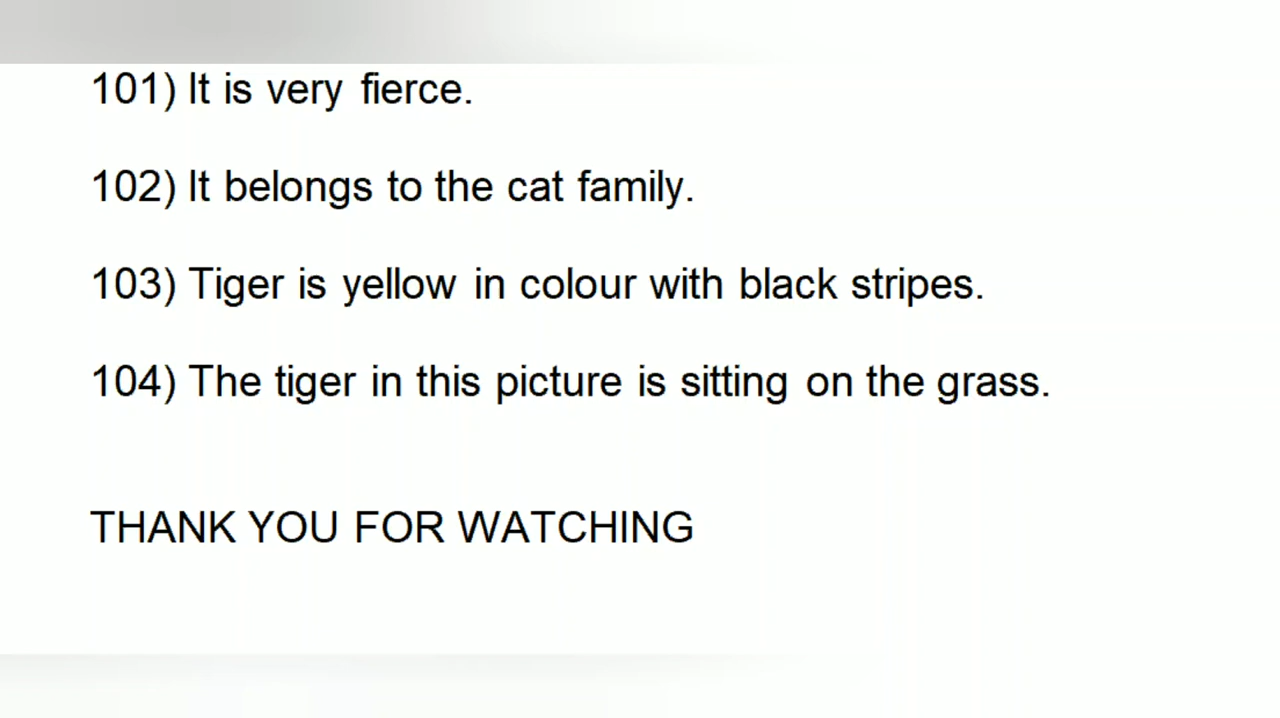 101) It is very fierce.
102) It belongs to the cat family.
103) Tiger is yellow in colour with black stripes.
104) The tiger in this picture is sitting on the grass.
THANK YOU FOR WATCHING